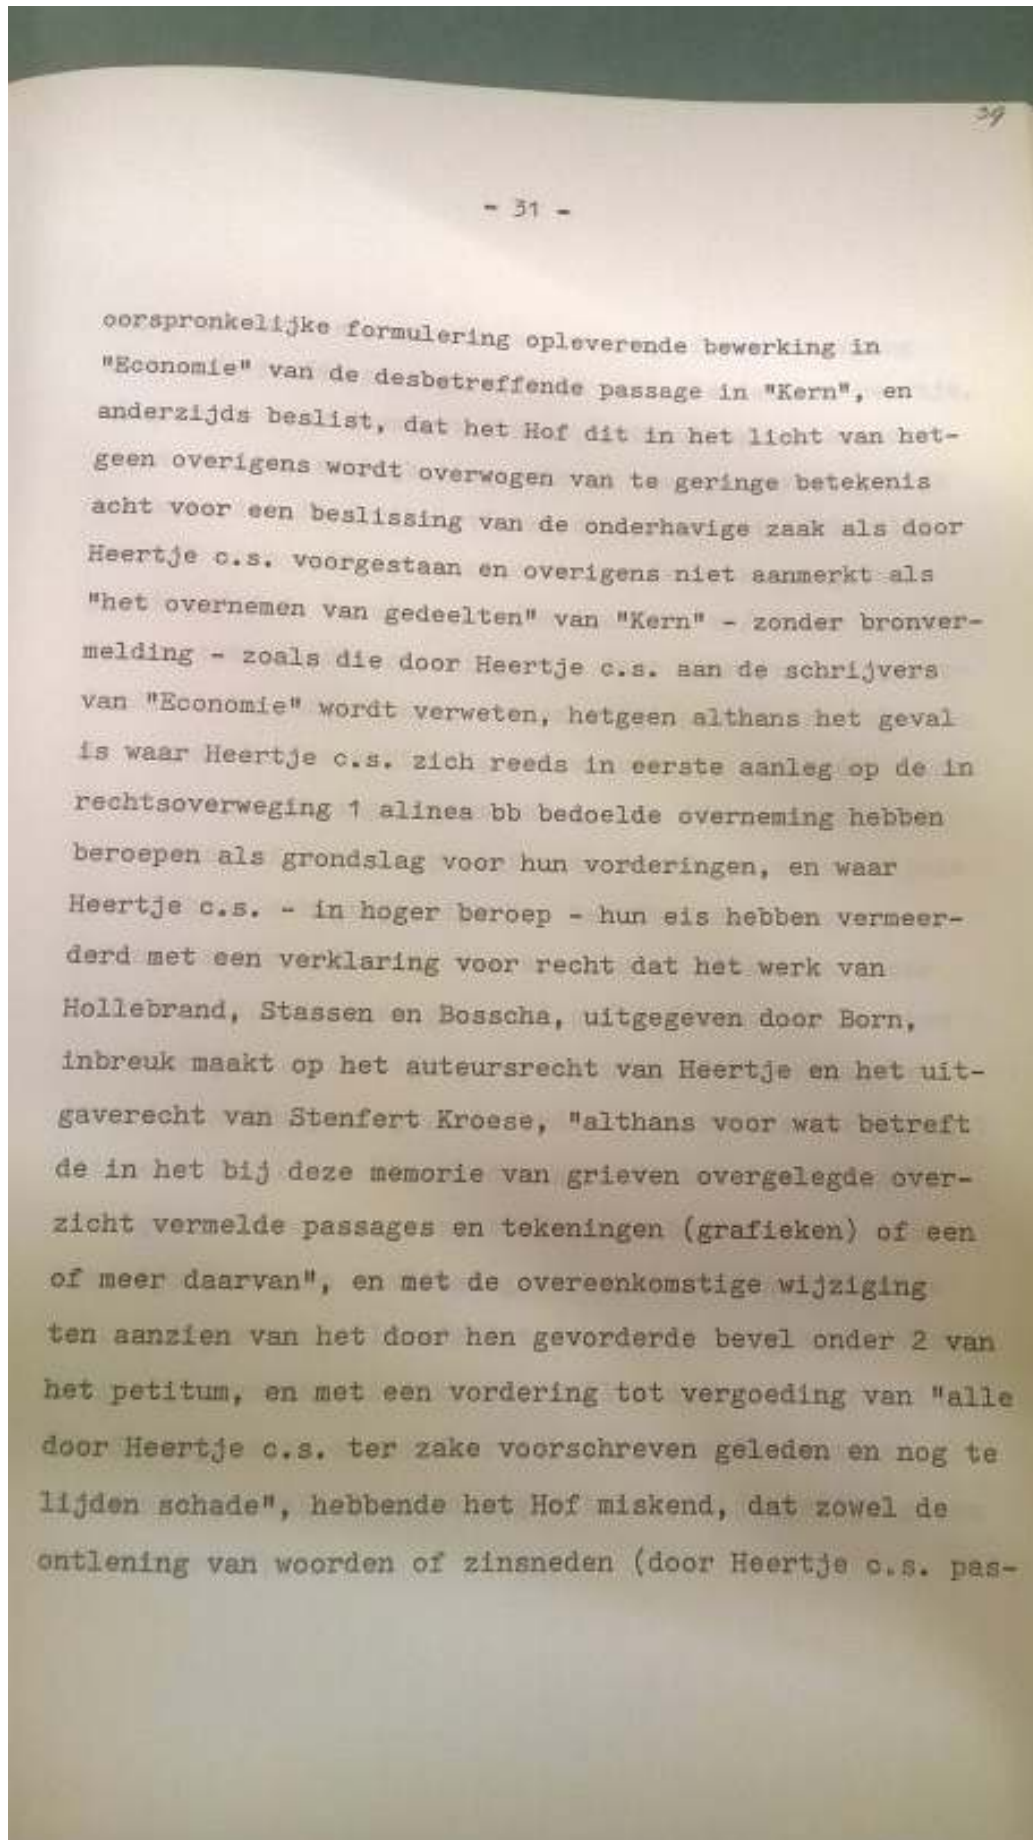 39
- 31 -
oorspronkelijke formulering opleverende bewerking in
"Economie" van de desbetreffende passage in "Kern", en
anderzijds beslist, dat het Hof dit in het licht van het-
geen overigens wordt overwogen van te geringe betekenis
acht voor een beslissing van de onderhavige zaak als door
Heertje c.s. voorgestaan en overigens niet aanmerkt als
"het overnemen van gedeelten" van "Kern" - zonder bronver-
melding - zoals die door Heertje c.s. aan de schrijvers
van "Economie" wordt verweten, hetgeen althans het geval
is waar Heertje c.s. zich reeds in eerste aanleg op de in
rechtsoverweging 1 alinea bb bedoelde overneming hebben
beroepen als grondslag voor hun vorderingen, en waar
Heertje c.s. - in hoger beroep - hun eis hebben vermeer-
derd met een verklaring voor recht dat het werk van
Hollebrand, Stassen en Bosscha, uitgegeven door Born,
inbreuk maakt op het auteursrecht van Heertje en het uit-
gaverecht van Stenfert Kroese, "althans voor wat betreft
de in het bij deze memorie van grieven overgelegde over-
zicht vermelde passages en tekeningen (grafieken) of een
of meer daarvan", en met de overeenkomstige wijziging
ten aanzien van het door hen gevorderde bevel onder 2 van
het petitum, en met een vordering tot vergoeding van "alle
door Heertje c.s. ter zake voorschreven geleden en nog te
lijden schade", hebbende het Hof miskend, dat zowel de
ontlening van woorden of zinsneden (door Heertje c.s. pas-